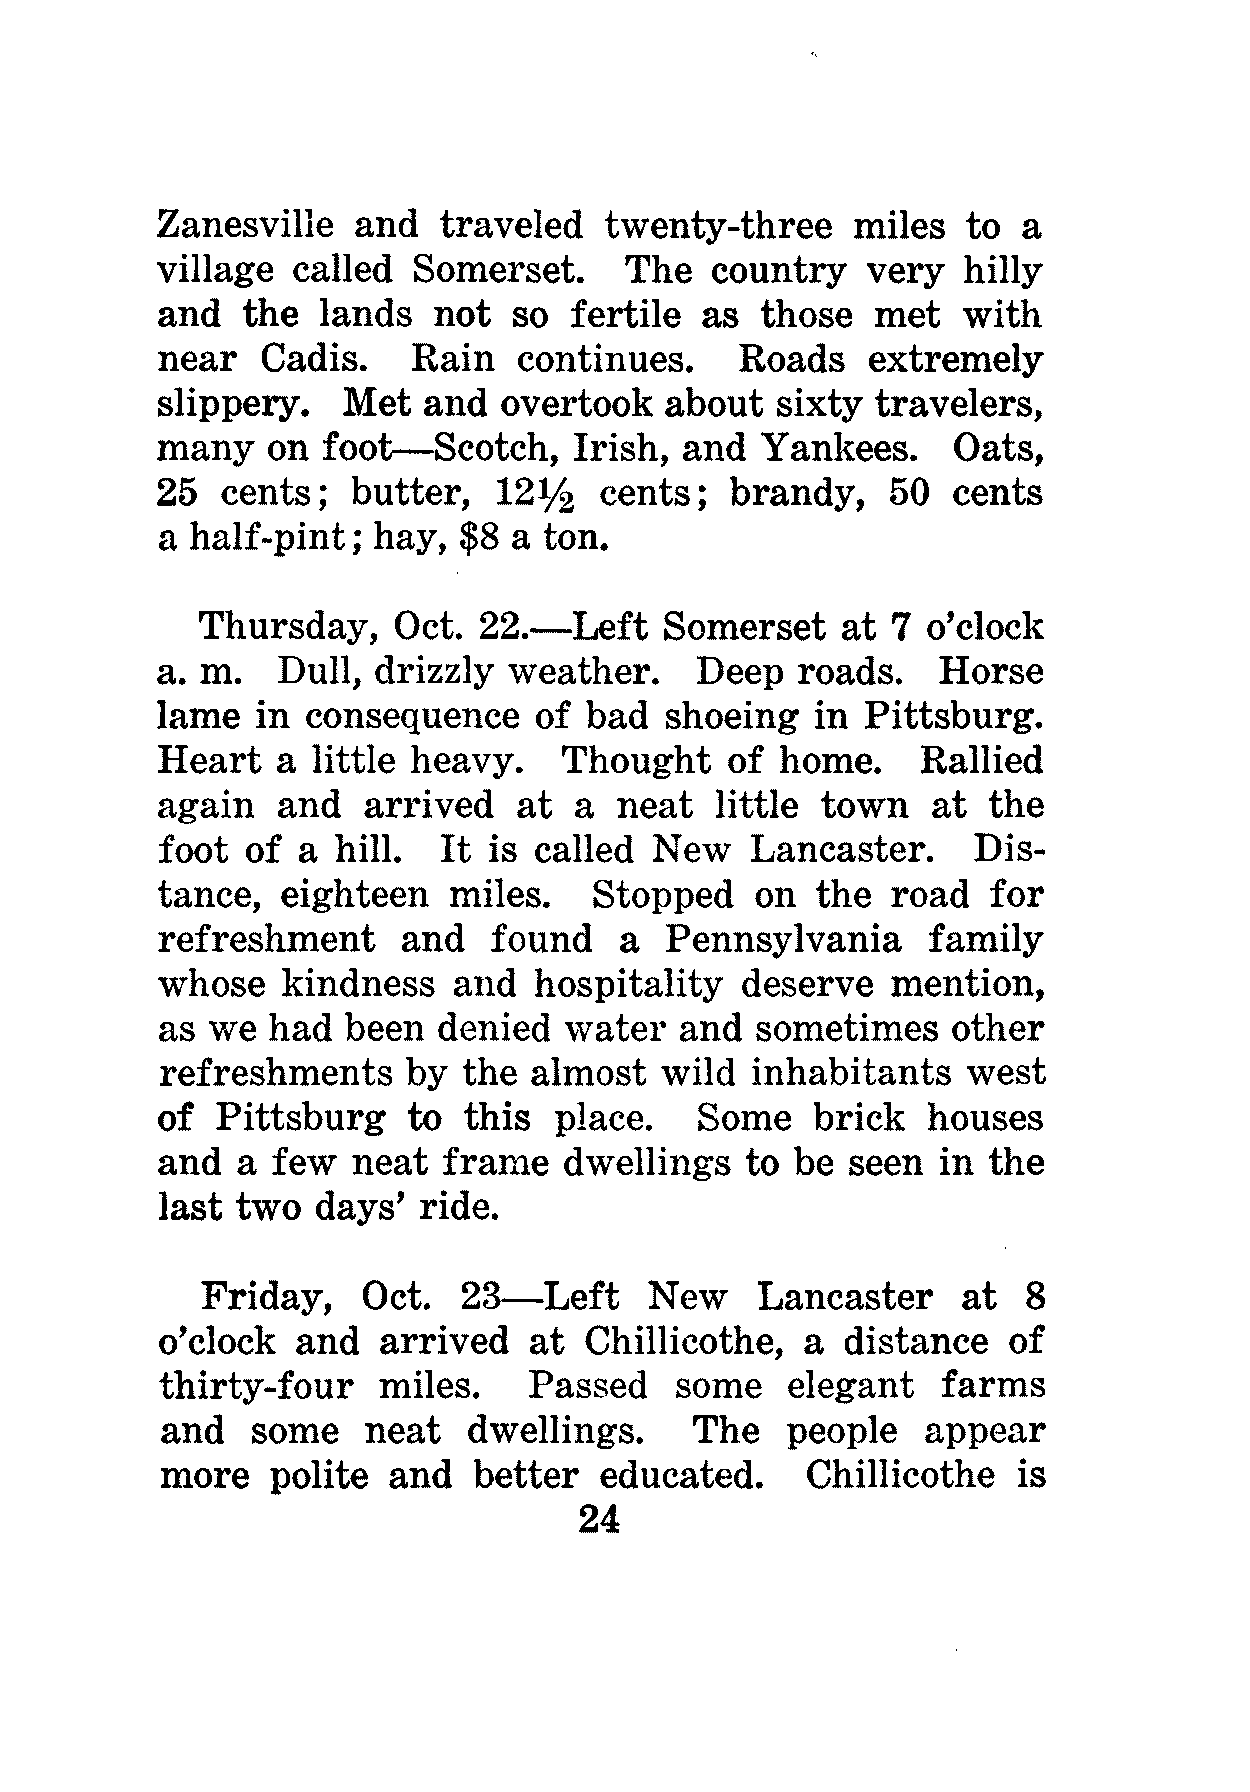 Zanesville and traveled twenty-three miles to a
village called Somerset. The country very hilly
and the lands not so fertile as those met with
near Cadis. Rain continues. Roads extremely
slippery. Met and overtook about sixty travelers,
many on foot—Scotch, Irish, and Yankees. Oats,
25 cents; butter, 12½ cents; brandy, 50 cents
a half-pint; hay, $8 a ton.
Thursday, Oct. 22.—Left Somerset at 7 o'clock
a. m. Dull, drizzly weather. Deep roads. Horse
lame in consequence of bad shoeing in Pittsburg.
Heart a little heavy. Thought of home. Rallied
again and arrived at a neat little town at the
foot of a hill. It is called New Lancaster. Dis-
tance, eighteen miles. Stopped on the road for
refreshment and found a Pennsylvania family
whose kindness and hospitality deserve mention,
as we had been denied water and sometimes other
refreshments by the almost wild inhabitants west
of Pittsburg to this place. Some brick houses
and a few neat frame dwellings to be seen in the
last two days' ride.
Friday, Oct. 23—Left New Lancaster at 8
o'clock and arrived at Chillicothe, a distance of
thirty-four miles. Passed some elegant farms
and some neat dwellings. The people appear
more polite and better educated. Chillicothe is
24